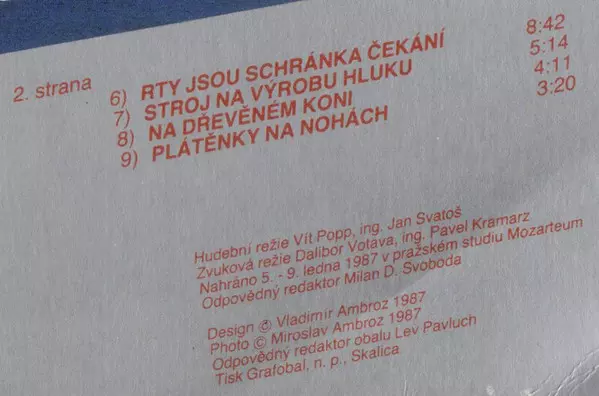 2. strana
6) RTY JSOU SCHRÁNKA ČEKÁNÍ 8:42
7) STROJ NA VÝROBU HLUKU 5:14
8) NA DŘEVĚNÉM KONI 4:11
9) PLÁTĚNKY NA NOHÁCH 3:20
Hudební režie Vít Popp, ing. Jan Svatoš
Zvuková režie Dalibor Votava, ing. Pavel Kramarz
Nahráno 5. - 9. ledna 1987 v pražském studiu Mozarteum
Odpovědný redaktor Milan D. Svoboda
Design © Vladimír Ambroz 1987
Photo © Miroslav Ambroz 1987
Odpovědný redaktor obalu Lev Pavluch
Tisk Grafobal, n. p., Skalica